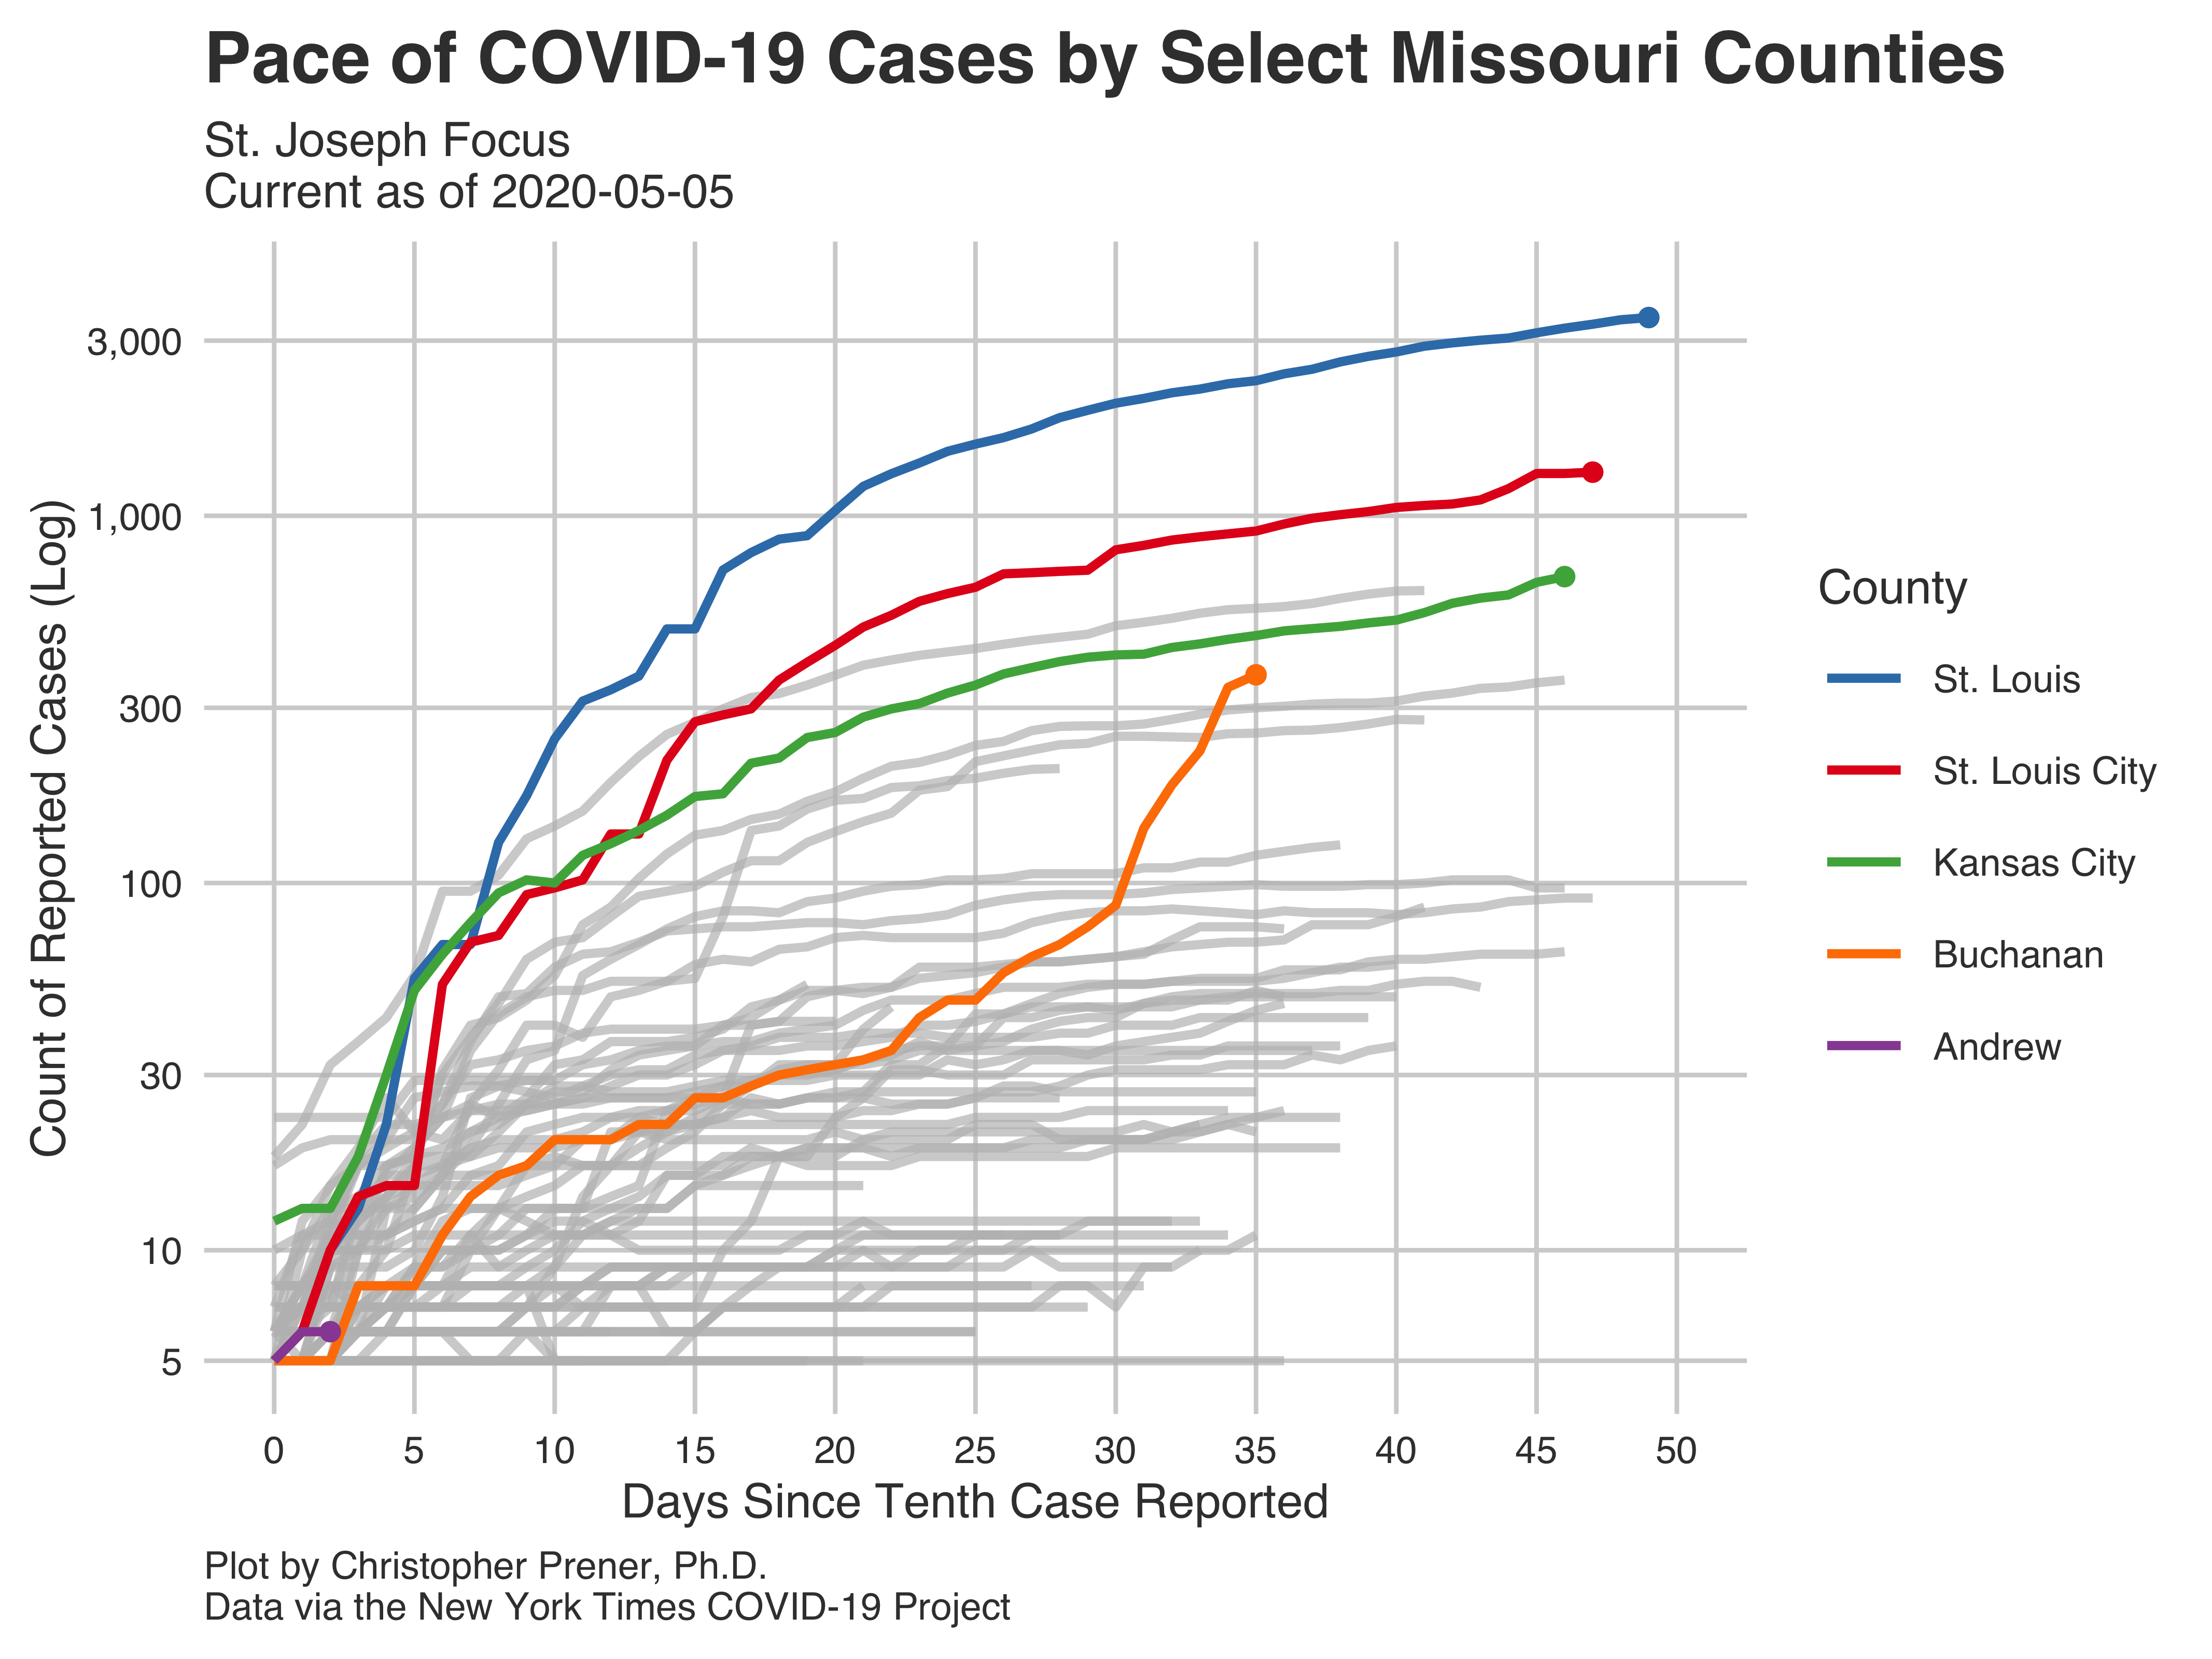 Pace of COVID-19 Cases by Select Missouri Counties
St. Joseph Focus
Current as of 2020-05-05
Count of Reported Cases (Log)
3,000
1,000
300
100
30
10
5
0 5 10 15 20 25 30 35 40 45 50
Days Since Tenth Case Reported
County
St. Louis
St. Louis City
Kansas City
Buchanan
Andrew
Plot by Christopher Prener, Ph.D.
Data via the New York Times COVID-19 Project